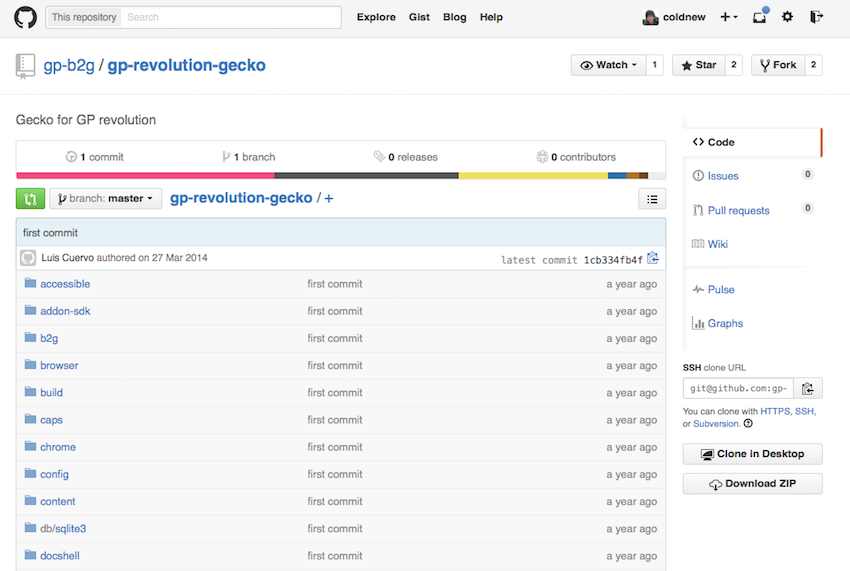 This repository Search Explore Gist Blog Help coldnew
gp-b2g / gp-revolution-gecko Watch 1 Star 2 Fork 2
Gecko for GP revolution
1 commit 1 branch 0 releases 0 contributors
branch: master gp-revolution-gecko / +
first commit
Luis Cuervo authored on 27 Mar 2014 latest commit 1cb334fb4f
accessible first commit a year ago
addon-sdk first commit a year ago
b2g first commit a year ago
browser first commit a year ago
build first commit a year ago
caps first commit a year ago
chrome first commit a year ago
config first commit a year ago
content first commit a year ago
db/sqlite3 first commit a year ago
docshell first commit a year ago
Code
Issues 0
Pull requests 0
Wiki
Pulse
Graphs
SSH clone URL
git@github.com:gp-
You can clone with HTTPS, SSH,
or Subversion.
Clone in Desktop
Download ZIP